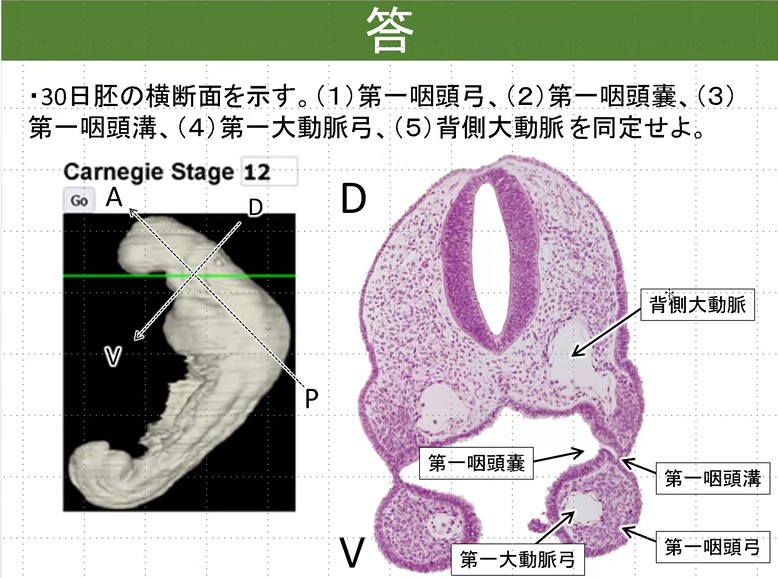 答
・30日胚の横断面を示す。（1）第一咽頭弓、（2）第一咽頭嚢、（3）
第一咽頭溝、（4）第一大動脈弓、（5）背側大動脈を同定せよ。
Carnegie Stage 12
Go
A
D
D
背側大動脈
V
P
第一咽頭嚢
第一咽頭溝
V
第一大動脈弓
第一咽頭弓